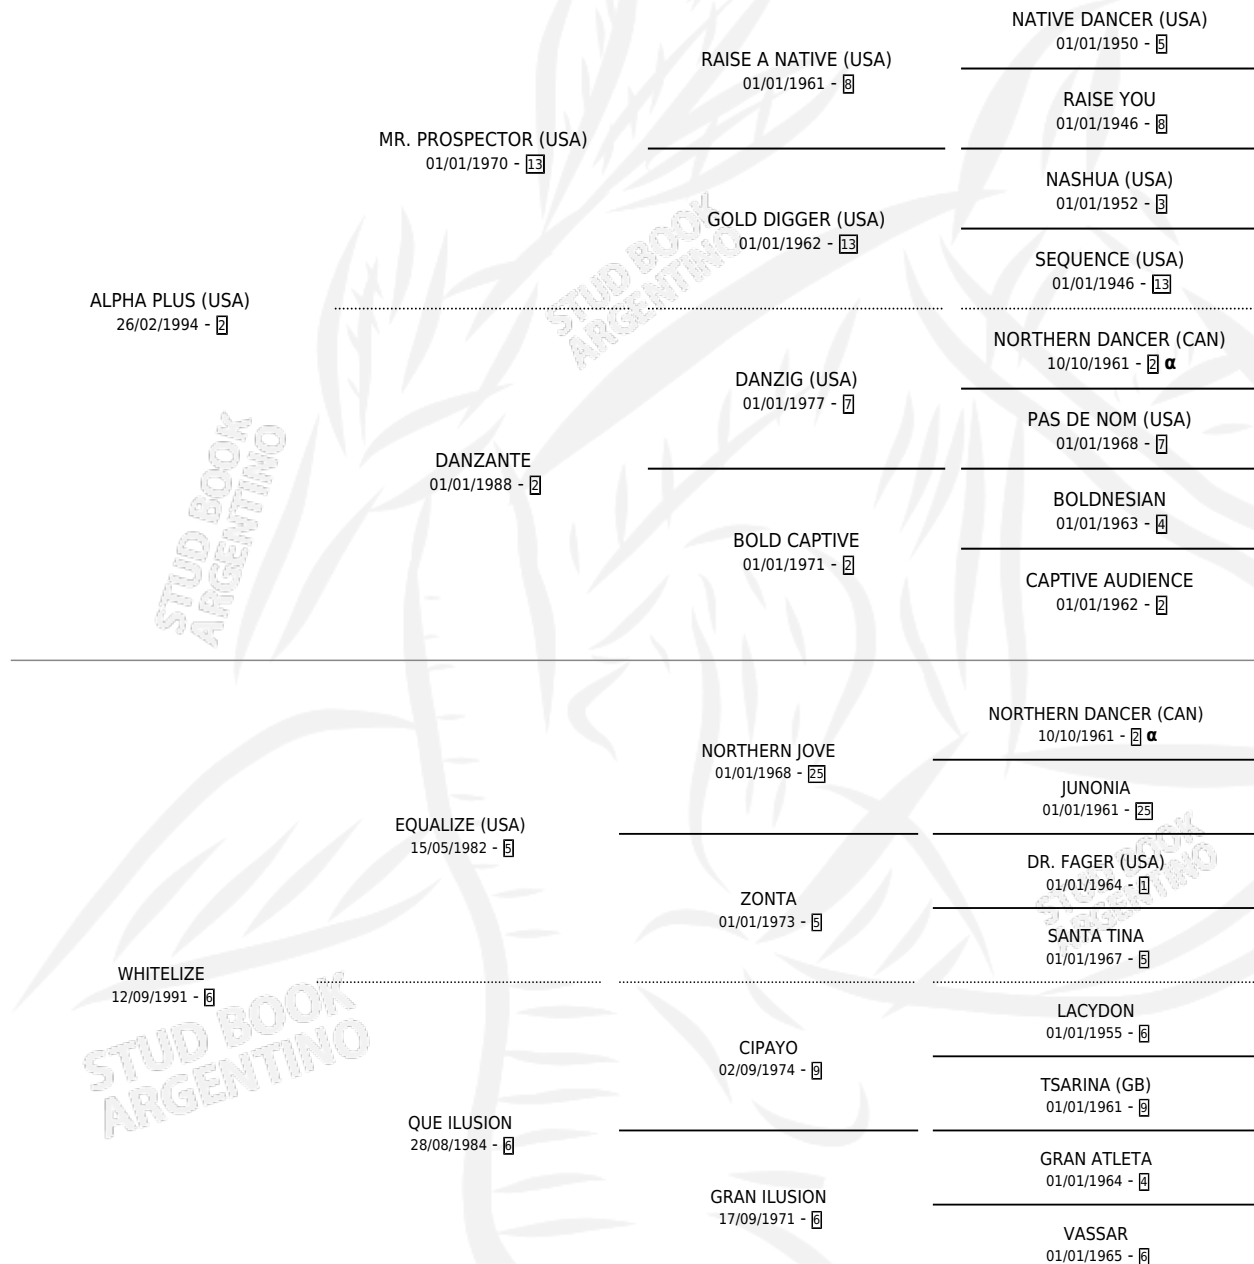 NATIVE DANCER (USA)
01/01/1950 - 5
RAISE A NATIVE (USA)
01/01/1961 - 8
RAISE YOU
01/01/1946 - 8
MR. PROSPECTOR (USA)
01/01/1970 - 13
NASHUA (USA)
01/01/1952 - 3
GOLD DIGGER (USA)
01/01/1962 - 13
SEQUENCE (USA)
01/01/1946 - 13
ALPHA PLUS (USA)
26/02/1994 - 2
STUD BOOK
ARGENTINO
NORTHERN DANCER (CAN)
10/10/1961 - 2 α
DANZIG (USA)
01/01/1977 - 7
PAS DE NOM (USA)
01/01/1968 - 7
DANZANTE
01/01/1988 - 2
BOLDNESIAN
01/01/1963 - 4
BOLD CAPTIVE
01/01/1971 - 2
CAPTIVE AUDIENCE
01/01/1962 - 2
STUD BOOK
ARGENTINO
NORTHERN DANCER (CAN)
10/10/1961 - 2 α
NORTHERN JOVE
01/01/1968 - 25
JUNONIA
01/01/1961 - 25
EQUALIZE (USA)
15/05/1982 - 5
DR. FAGER (USA)
01/01/1964 - 1
ZONTA
01/01/1973 - 5
SANTA TINA
01/01/1967 - 5
STUD BOOK
ARGENTINO
WHITELIZE
12/09/1991 - 6
LACYDON
01/01/1955 - 6
CIPAYO
02/09/1974 - 9
TSARINA (GB)
01/01/1961 - 9
STUD BOOK
ARGENTINO
QUE ILUSION
28/08/1984 - 6
GRAN ATLETA
01/01/1964 - 4
GRAN ILUSION
17/09/1971 - 6
VASSAR
01/01/1965 - 6